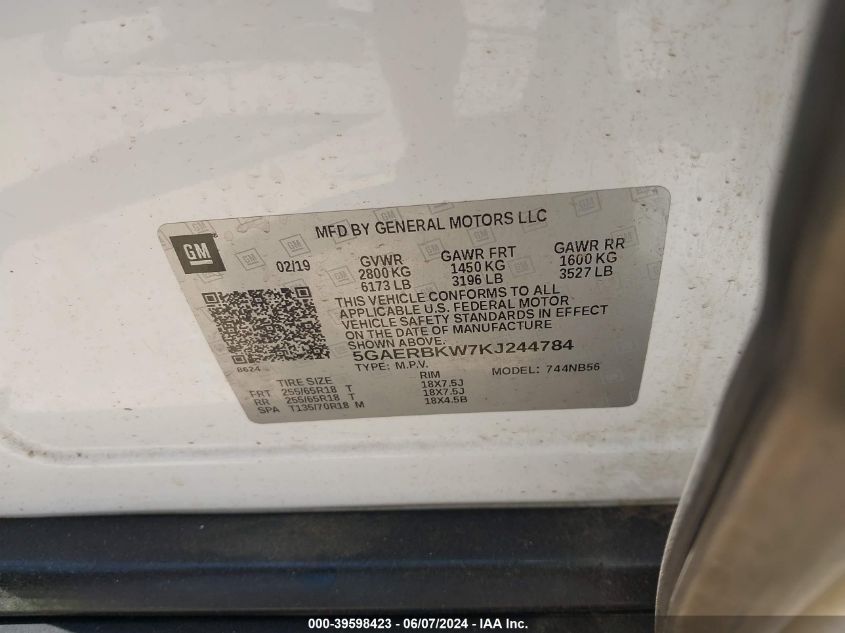 MFD BY GENERAL MOTORS LLC
GM
02/19
GVWR GAWR FRT GAWR RR
2800 KG 1450 KG 1600 KG
6173 LB 3196 LB 3527 LB
THIS VEHICLE CONFORMS TO ALL
APPLICABLE U.S. FEDERAL MOTOR
VEHICLE SAFETY STANDARDS IN EFFECT
ON THE DATE OF MANUFACTURE
SHOWN ABOVE.
8624
5GAERBKW7KJ244784
TYPE: M.P.V. MODEL: 744NB56
TIRE SIZE RIM
FRT 255/65R18 T 18X7.5J
RR 255/65R18 T 18X7.5J
SPA T135/70R18 M 18X4.5B
000-39598423 - 06/07/2024 - IAA Inc.